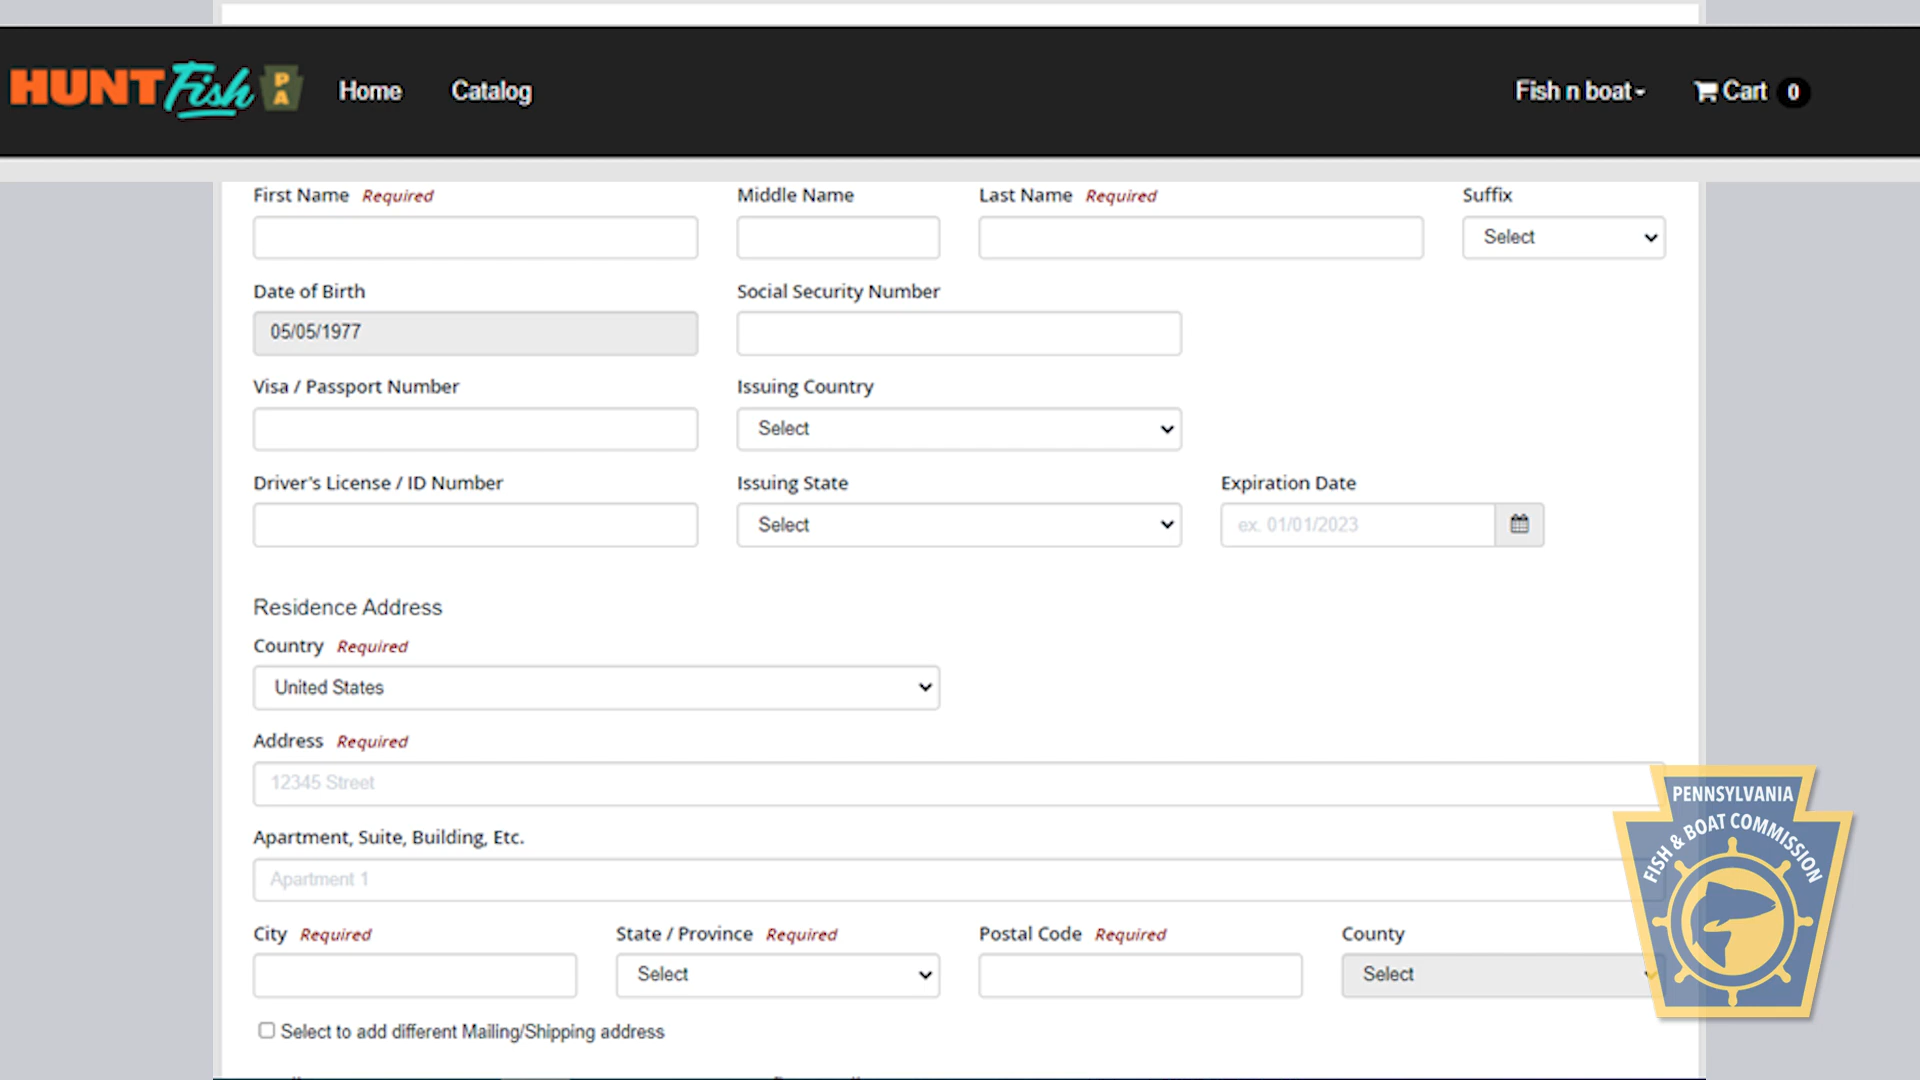 HUNT Fish PA Home Catalog Fish n boat Cart 0
First Name Required Middle Name Last Name Required Suffix
Select
Date of Birth Social Security Number
05/05/1977
Visa / Passport Number Issuing Country
Select
Driver's License / ID Number Issuing State Expiration Date
Select ex. 01/01/2023
Residence Address
Country Required
United States
Address Required
12345 Street
PENNSYLVANIA
FISH & BOAT COMMISSION
Apartment, Suite, Building, Etc.
Apartment 1
City Required State / Province Required Postal Code Required County
Select Select
Select to add different Mailing/Shipping address